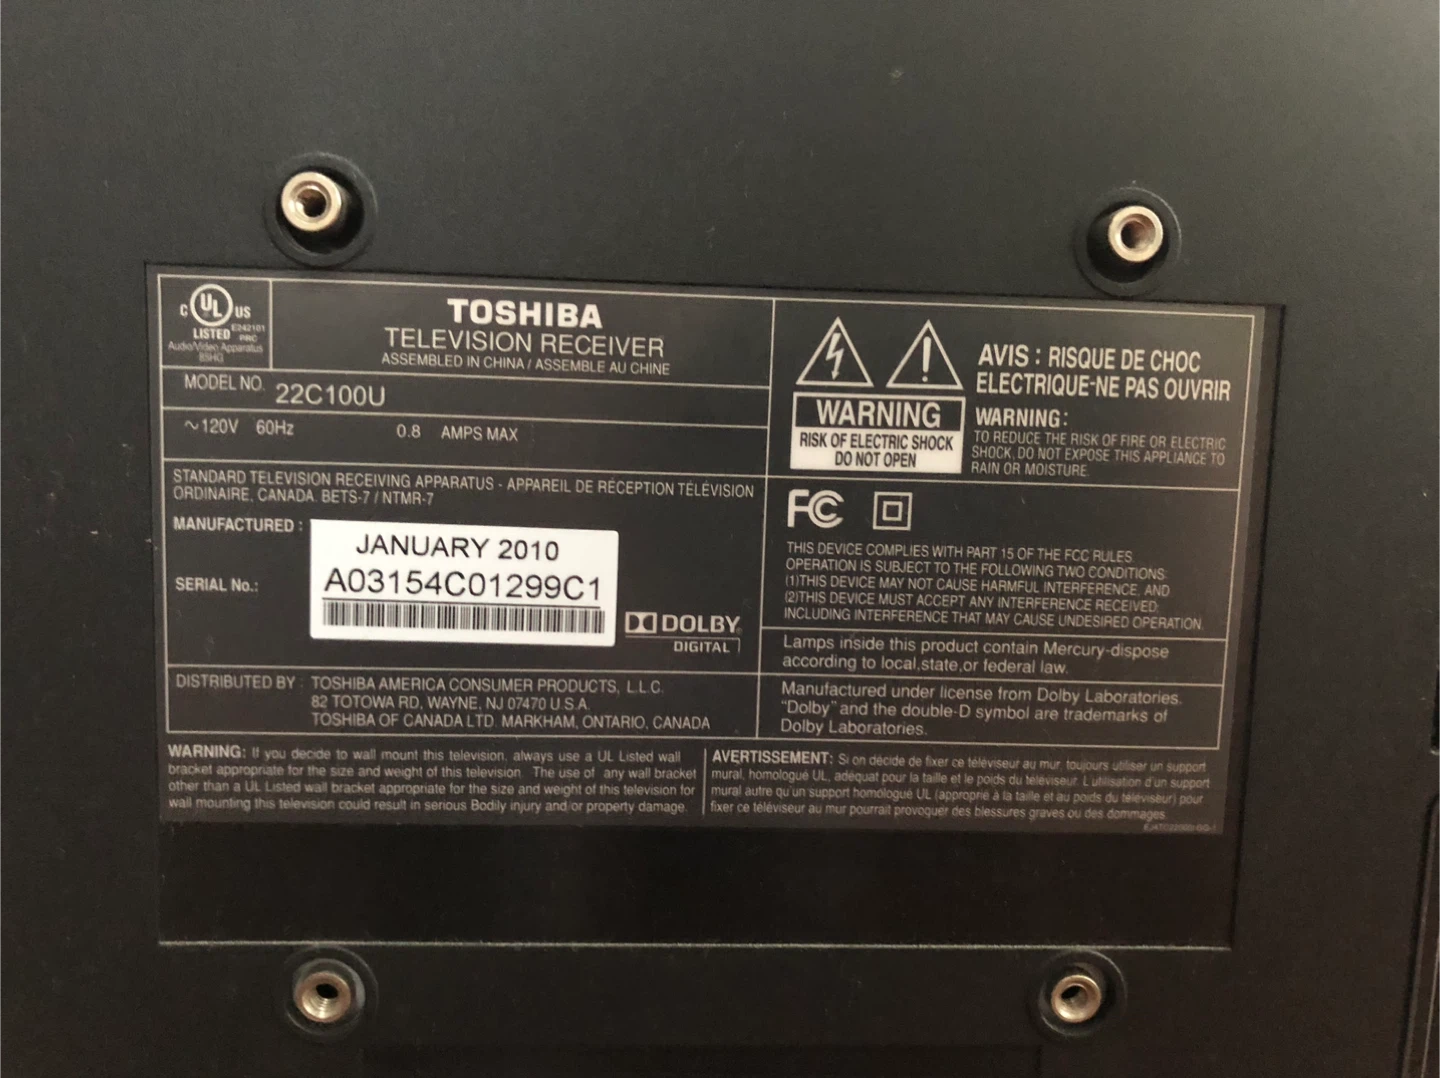 C UL US
LISTED E242101
PRC
Audio/Video Apparatus
85HG
TOSHIBA
TELEVISION RECEIVER
ASSEMBLED IN CHINA / ASSEMBLE AU CHINE
MODEL NO. 22C100U
~120V 60Hz 0.8 AMPS MAX
STANDARD TELEVISION RECEIVING APPARATUS - APPAREIL DE RÉCEPTION TÉLÉVISION
ORDINAIRE, CANADA. BETS-7 / NTMR-7
MANUFACTURED : JANUARY 2010
SERIAL No.: A03154C01299C1
DOLBY
DIGITAL
DISTRIBUTED BY : TOSHIBA AMERICA CONSUMER PRODUCTS, L.L.C.
82 TOTOWA RD, WAYNE, NJ 07470 U.S.A.
TOSHIBA OF CANADA LTD. MARKHAM, ONTARIO, CANADA
AVIS : RISQUE DE CHOC
ELECTRIQUE-NE PAS OUVRIR
WARNING
RISK OF ELECTRIC SHOCK
DO NOT OPEN
WARNING:
TO REDUCE THE RISK OF FIRE OR ELECTRIC
SHOCK, DO NOT EXPOSE THIS APPLIANCE TO
RAIN OR MOISTURE.
FC
THIS DEVICE COMPLIES WITH PART 15 OF THE FCC RULES
OPERATION IS SUBJECT TO THE FOLLOWING TWO CONDITIONS:
(1)THIS DEVICE MAY NOT CAUSE HARMFUL INTERFERENCE, AND
(2)THIS DEVICE MUST ACCEPT ANY INTERFERENCE RECEIVED;
INCLUDING INTERFERENCE THAT MAY CAUSE UNDESIRED OPERATION.
Lamps inside this product contain Mercury-dispose
according to local,state,or federal law.
Manufactured under license from Dolby Laboratories.
"Dolby" and the double-D symbol are trademarks of
Dolby Laboratories.
WARNING: If you decide to wall mount this television, always use a UL Listed wall
bracket appropriate for the size and weight of this television. The use of any wall bracket
other than a UL Listed wall bracket appropriate for the size and weight of this television for
wall mounting this television could result in serious Bodily injury and/or property damage.
AVERTISSEMENT: Si on décide de fixer ce téléviseur au mur, toujours utiliser un support
mural, homologué UL, adéquat pour la taille et le poids du téléviseur. L'utilisation d'un support
mural autre qu'un support homologué UL (approprié à la taille et au poids du téléviseur) pour
fixer ce téléviseur au mur pourrait provoquer des blessures graves ou des dommages.